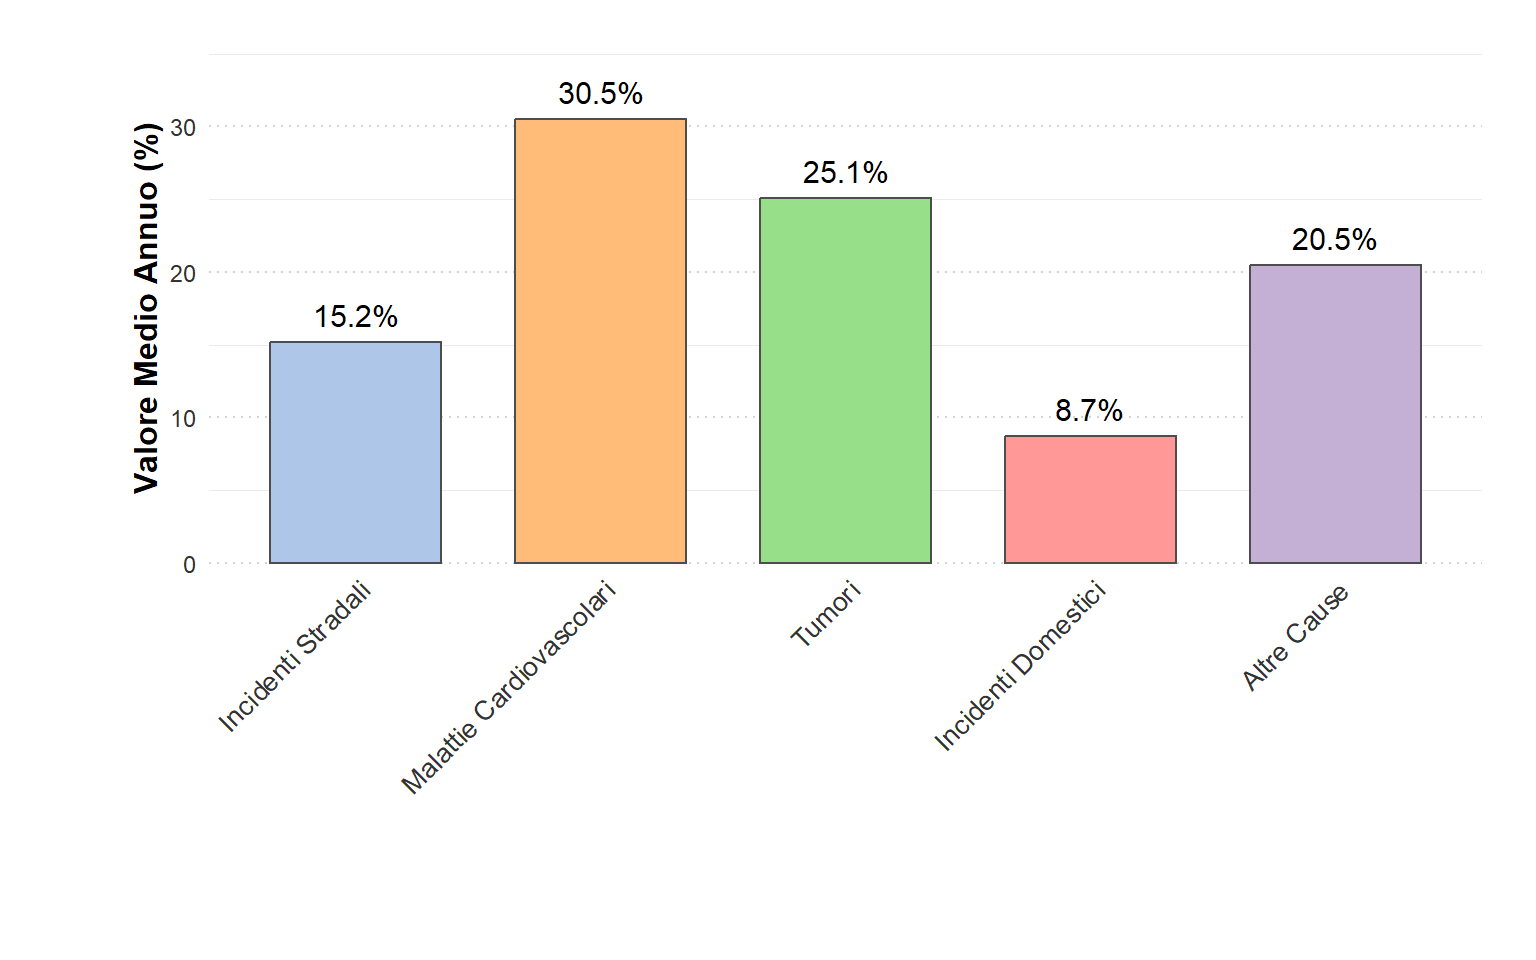 Valore Medio Annuo (%)
30
20
10
0
15.2%
30.5%
25.1%
8.7%
20.5%
Incidenti Stradali
Malattie Cardiovascolari
Tumori
Incidenti Domestici
Altre Cause